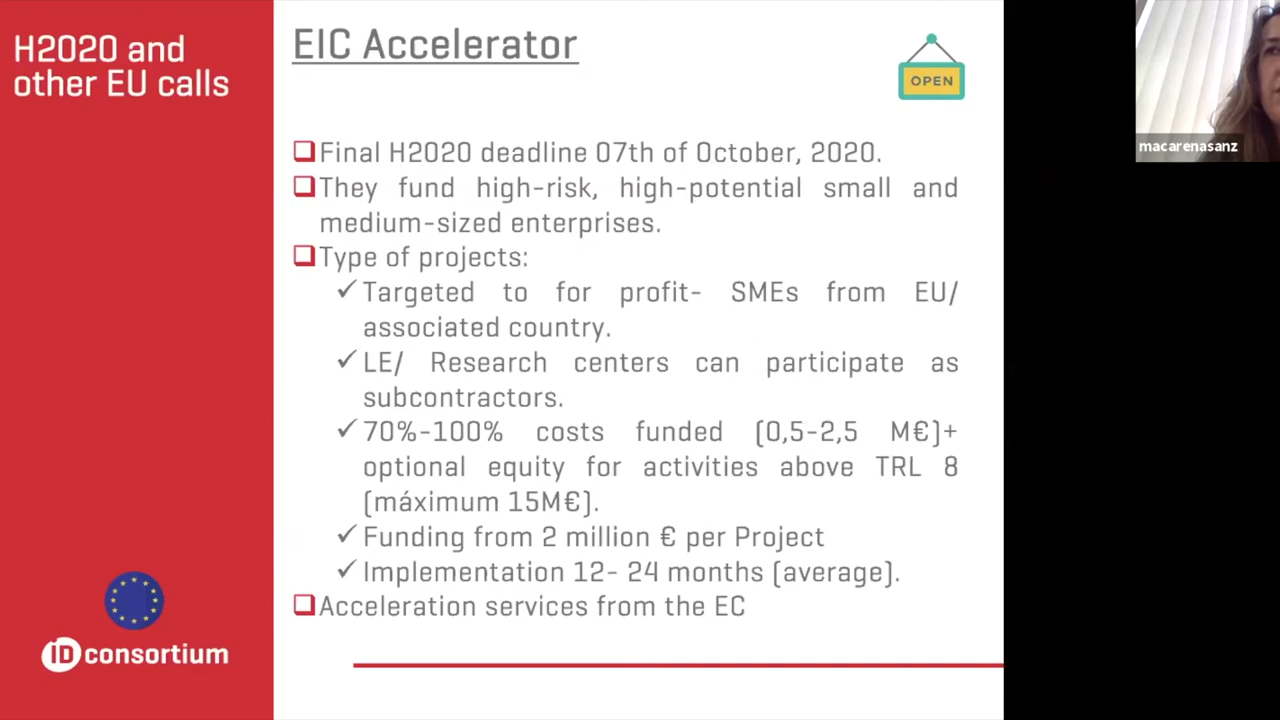 H2020 and
other EU calls
EIC Accelerator
OPEN
Final H2020 deadline 07th of October, 2020.
They fund high-risk, high-potential small and
medium-sized enterprises.
Type of projects:
Targeted to for profit- SMEs from EU/
associated country.
LE/ Research centers can participate as
subcontractors.
70%-100% costs funded (0,5-2,5 M€)+
optional equity for activities above TRL 8
(máximum 15M€).
Funding from 2 million € per Project
Implementation 12- 24 months (average).
Acceleration services from the EC
iD consortium
macarenasanz